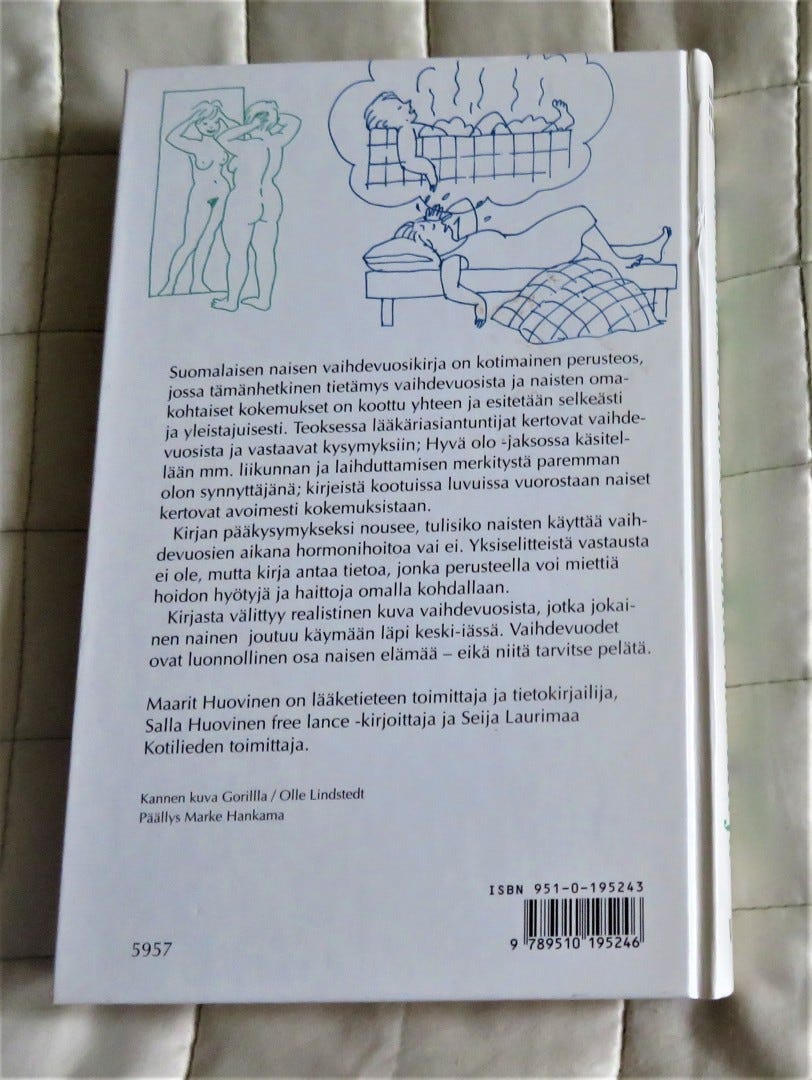 Suomalaisen naisen vaihdevuosikirja on kotimainen perusteos,
jossa tämänhetkinen tietämys vaihdevuosista ja naisten oma-
kohtaiset kokemukset on koottu yhteen ja esitetään selkeästi
ja yleistajuisesti. Teoksessa lääkäriasiantuntijat kertovat vaihde-
vuosista ja vastaavat kysymyksiin; Hyvä olo -jaksossa käsitel-
lään mm. liikunnan ja laihduttamisen merkitystä paremman
olon synnyttäjänä; kirjeistä kootuissa luvuissa vuorostaan naiset
kertovat avoimesti kokemuksistaan.
Kirjan pääkysymykseksi nousee, tulisiko naisten käyttää vaih-
devuosien aikana hormonihoitoa vai ei. Yksiselitteistä vastausta
ei ole, mutta kirja antaa tietoa, jonka perusteella voi miettiä
hoidon hyötyjä ja haittoja omalla kohdallaan.
Kirjasta välittyy realistinen kuva vaihdevuosista, jotka jokai-
nen nainen joutuu käymään läpi keski-iässä. Vaihdevuodet
ovat luonnollinen osa naisen elämää – eikä niitä tarvitse pelätä.
Maarit Huovinen on lääketieteen toimittaja ja tietokirjailija,
Salla Huovinen free lance -kirjoittaja ja Seija Laurimaa
Kotilieden toimittaja.
Kannen kuva Gorillla / Olle Lindstedt
Päällys Marke Hankama
ISBN 951-0-195243
9 789510 195246
5957